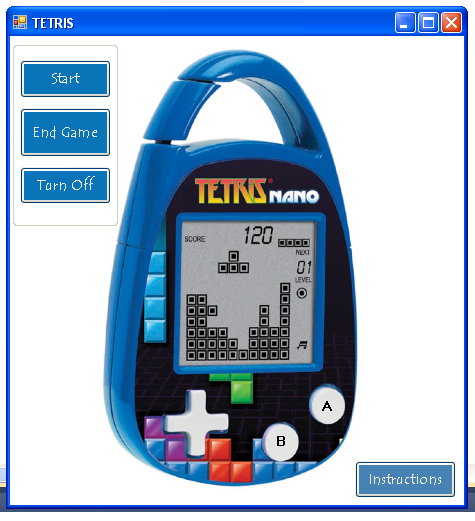 TETRIS
Start
End Game
Turn Off
TETRIS® NANO
SCORE 120
NEXT
01
LEVEL
A
B
Instructions